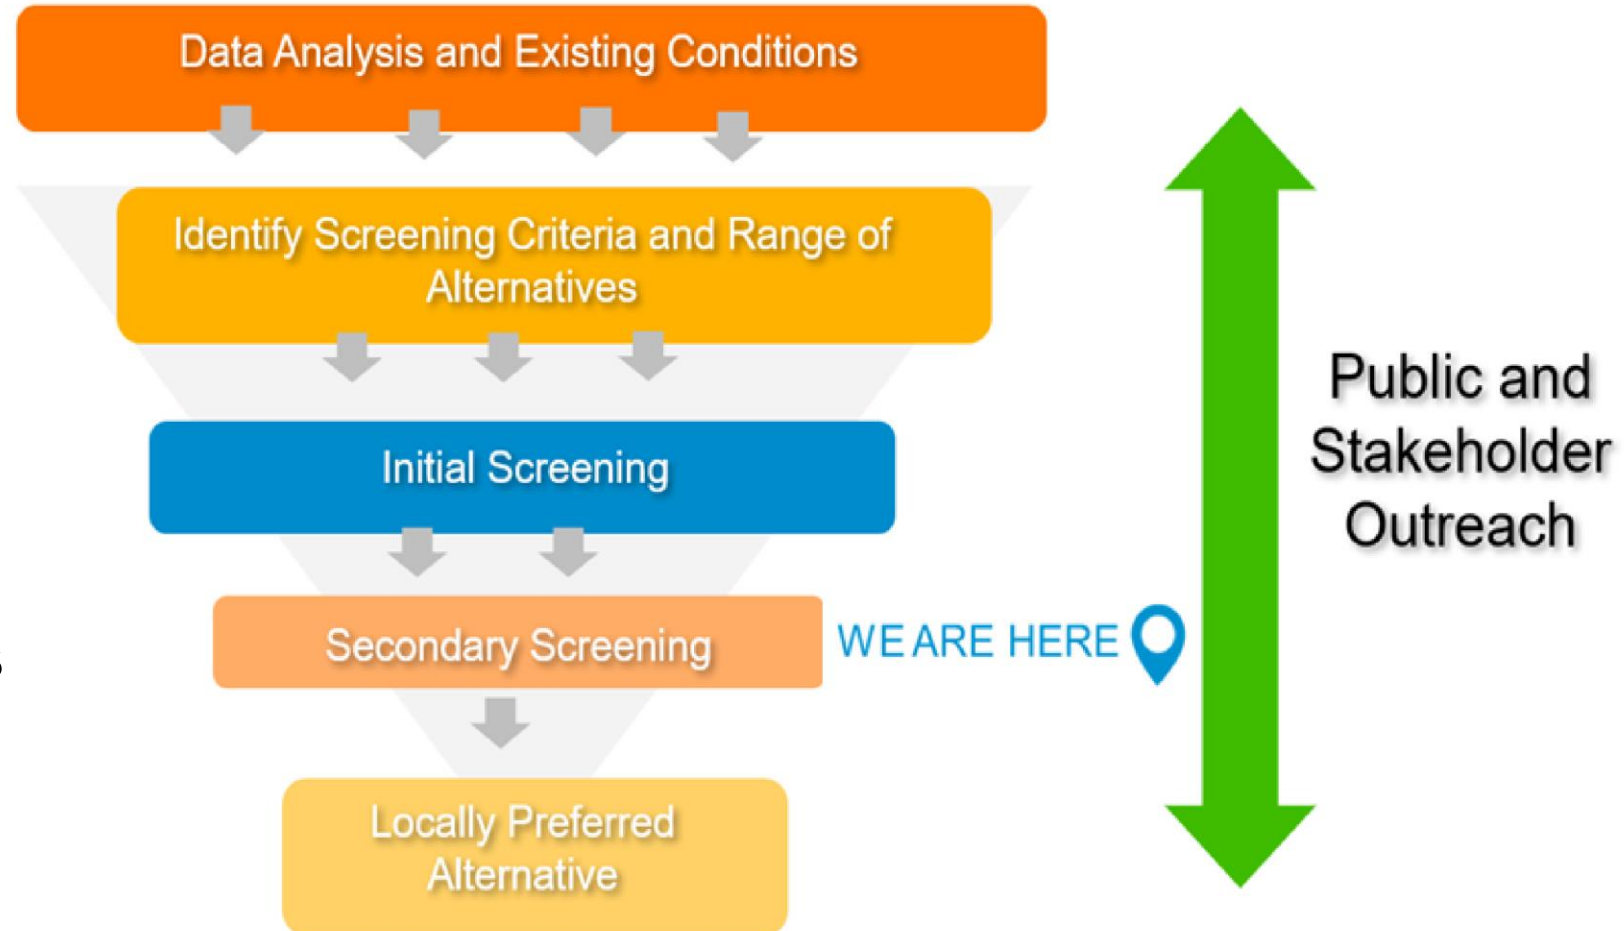 Data Analysis and Existing Conditions
Identify Screening Criteria and Range of
Alternatives
Initial Screening
Secondary Screening
WE ARE HERE
Locally Preferred
Alternative
Public and
Stakeholder
Outreach